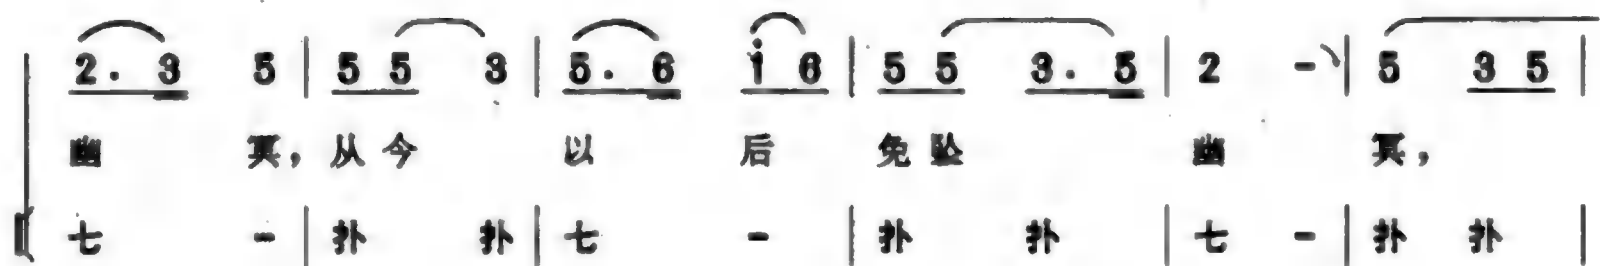 2. 3 5 | 5 5 3 | 5. 6 i 6 | 5 5 3. 5 | 2 - | 5 3 5 |
幽 冥，从 今 以 后 免 坠 幽 冥，
七 - | 扑 扑 | 七 - | 扑 扑 | 七 - | 扑 扑 |